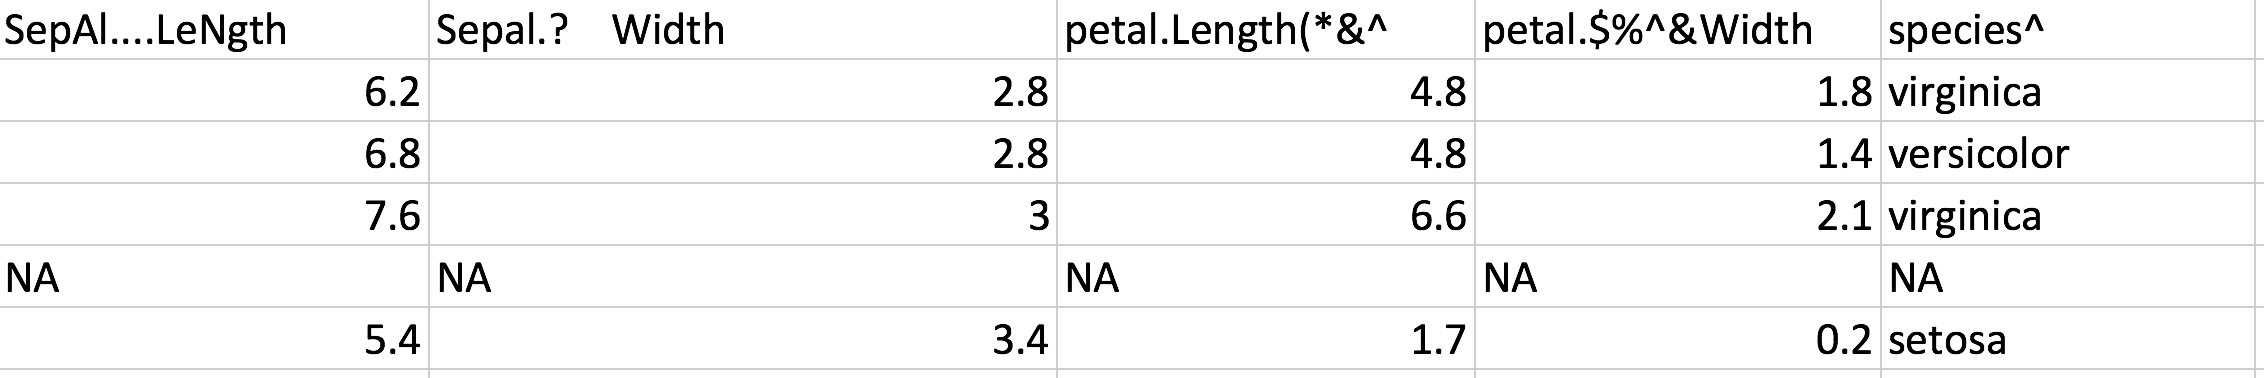 SepAl....LeNgth Sepal.?   Width petal.Length(*&^ petal.$%^&Width species^
6.2 2.8 4.8 1.8 virginica
6.8 2.8 4.8 1.4 versicolor
7.6 3 6.6 2.1 virginica
NA NA NA NA NA
5.4 3.4 1.7 0.2 setosa